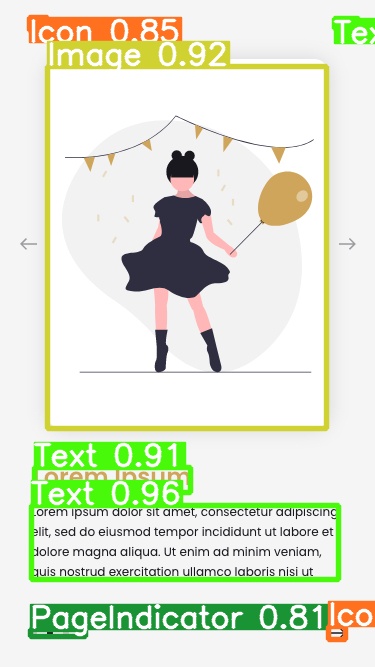 Icon 0.85
Tex
Image 0.92
Text 0.91
Lorem Ipsum
Text 0.96
Lorem ipsum dolor sit amet, consectetur adipiscing
elit, sed do eiusmod tempor incididunt ut labore et
dolore magna aliqua. Ut enim ad minim veniam,
quis nostrud exercitation ullamco laboris nisi ut
PageIndicator 0.81
Ico